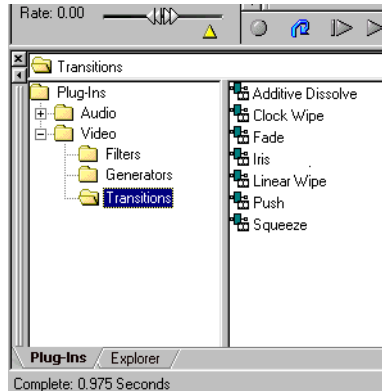 Rate: 0.00
Transitions
Plug-Ins
Audio
Video
Filters
Generators
Transitions
Additive Dissolve
Clock Wipe
Fade
Iris
Linear Wipe
Push
Squeeze
Plug-Ins Explorer
Complete: 0.975 Seconds